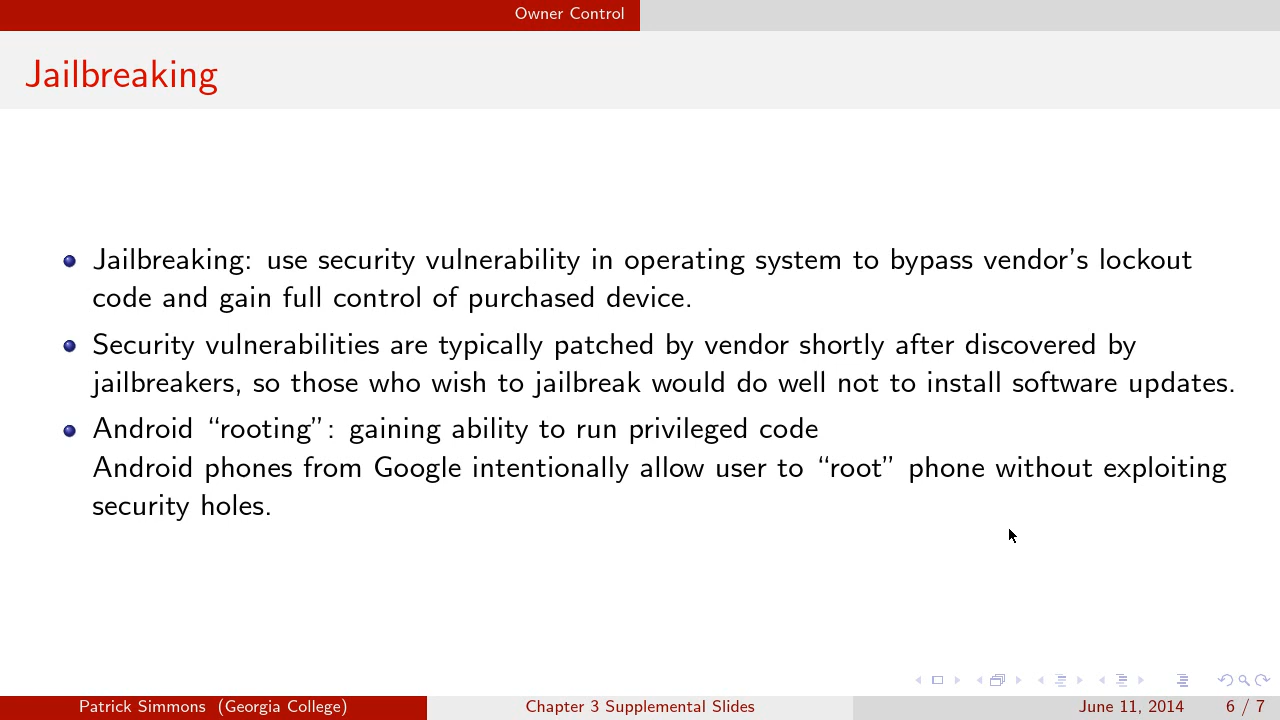 Owner Control
Jailbreaking
Jailbreaking: use security vulnerability in operating system to bypass vendor's lockout
code and gain full control of purchased device.
Security vulnerabilities are typically patched by vendor shortly after discovered by
jailbreakers, so those who wish to jailbreak would do well not to install software updates.
Android “rooting”: gaining ability to run privileged code
Android phones from Google intentionally allow user to “root” phone without exploiting
security holes.
Patrick Simmons (Georgia College)
Chapter 3 Supplemental Slides
June 11, 2014
6 / 7